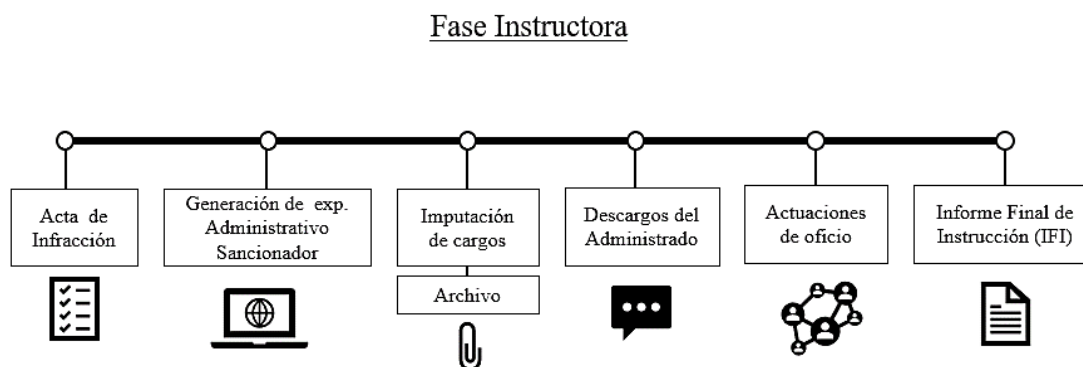 Fase Instructora
Acta de
Infracción
Generación de exp.
Administrativo
Sancionador
Imputación
de cargos
Archivo
Descargos del
Administrado
Actuaciones
de oficio
Informe Final de
Instrucción (IFI)